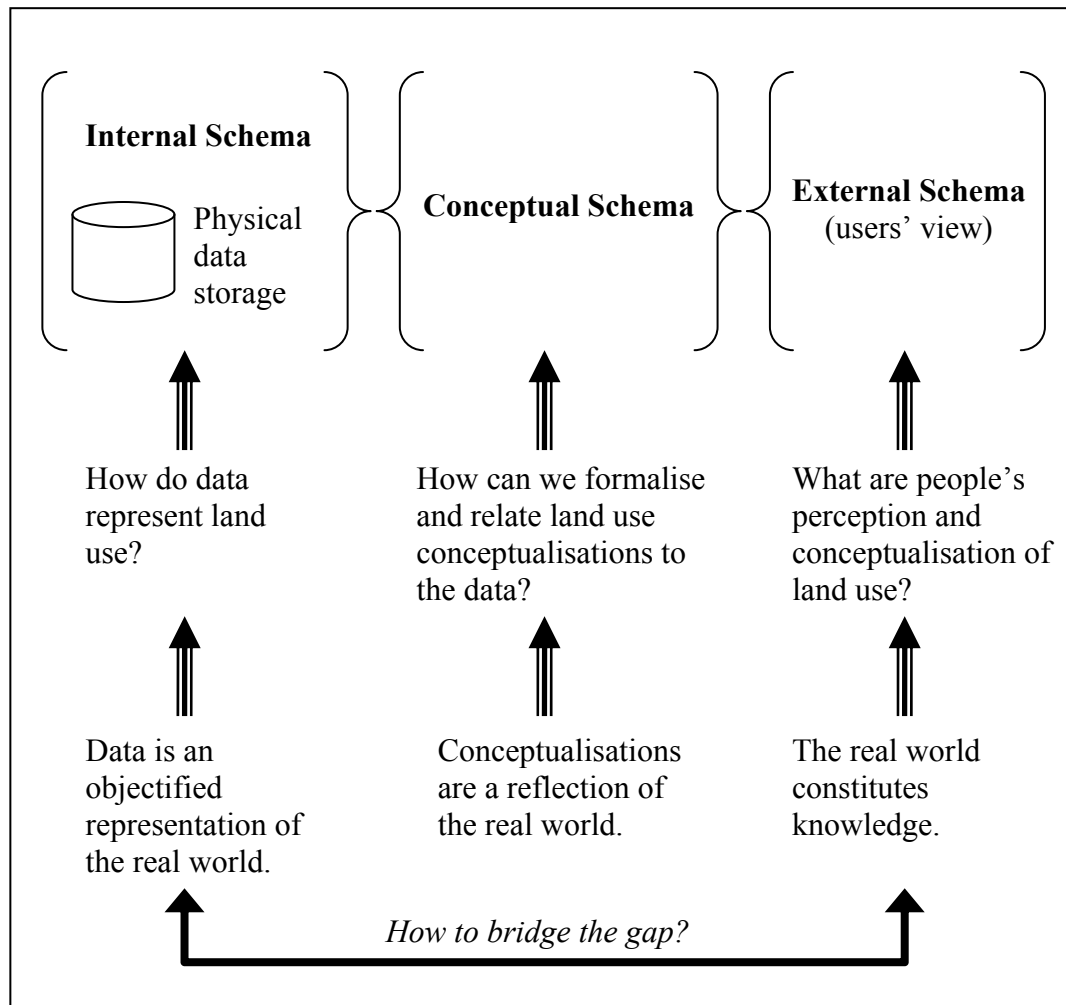 Internal Schema
Physical
data
storage
Conceptual Schema
External Schema
(users’ view)
How do data
represent land
use?
How can we formalise
and relate land use
conceptualisations to
the data?
What are people’s
perception and
conceptualisation of
land use?
Data is an
objectified
representation of
the real world.
Conceptualisations
are a reflection of
the real world.
The real world
constitutes
knowledge.
How to bridge the gap?